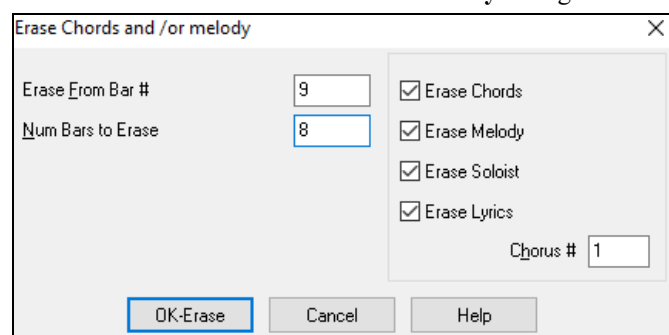 Erase Chords and /or melody
Erase From Bar # 9
Num Bars to Erase 8
Erase Chords
Erase Melody
Erase Soloist
Erase Lyrics
Chorus # 1
OK-Erase Cancel Help